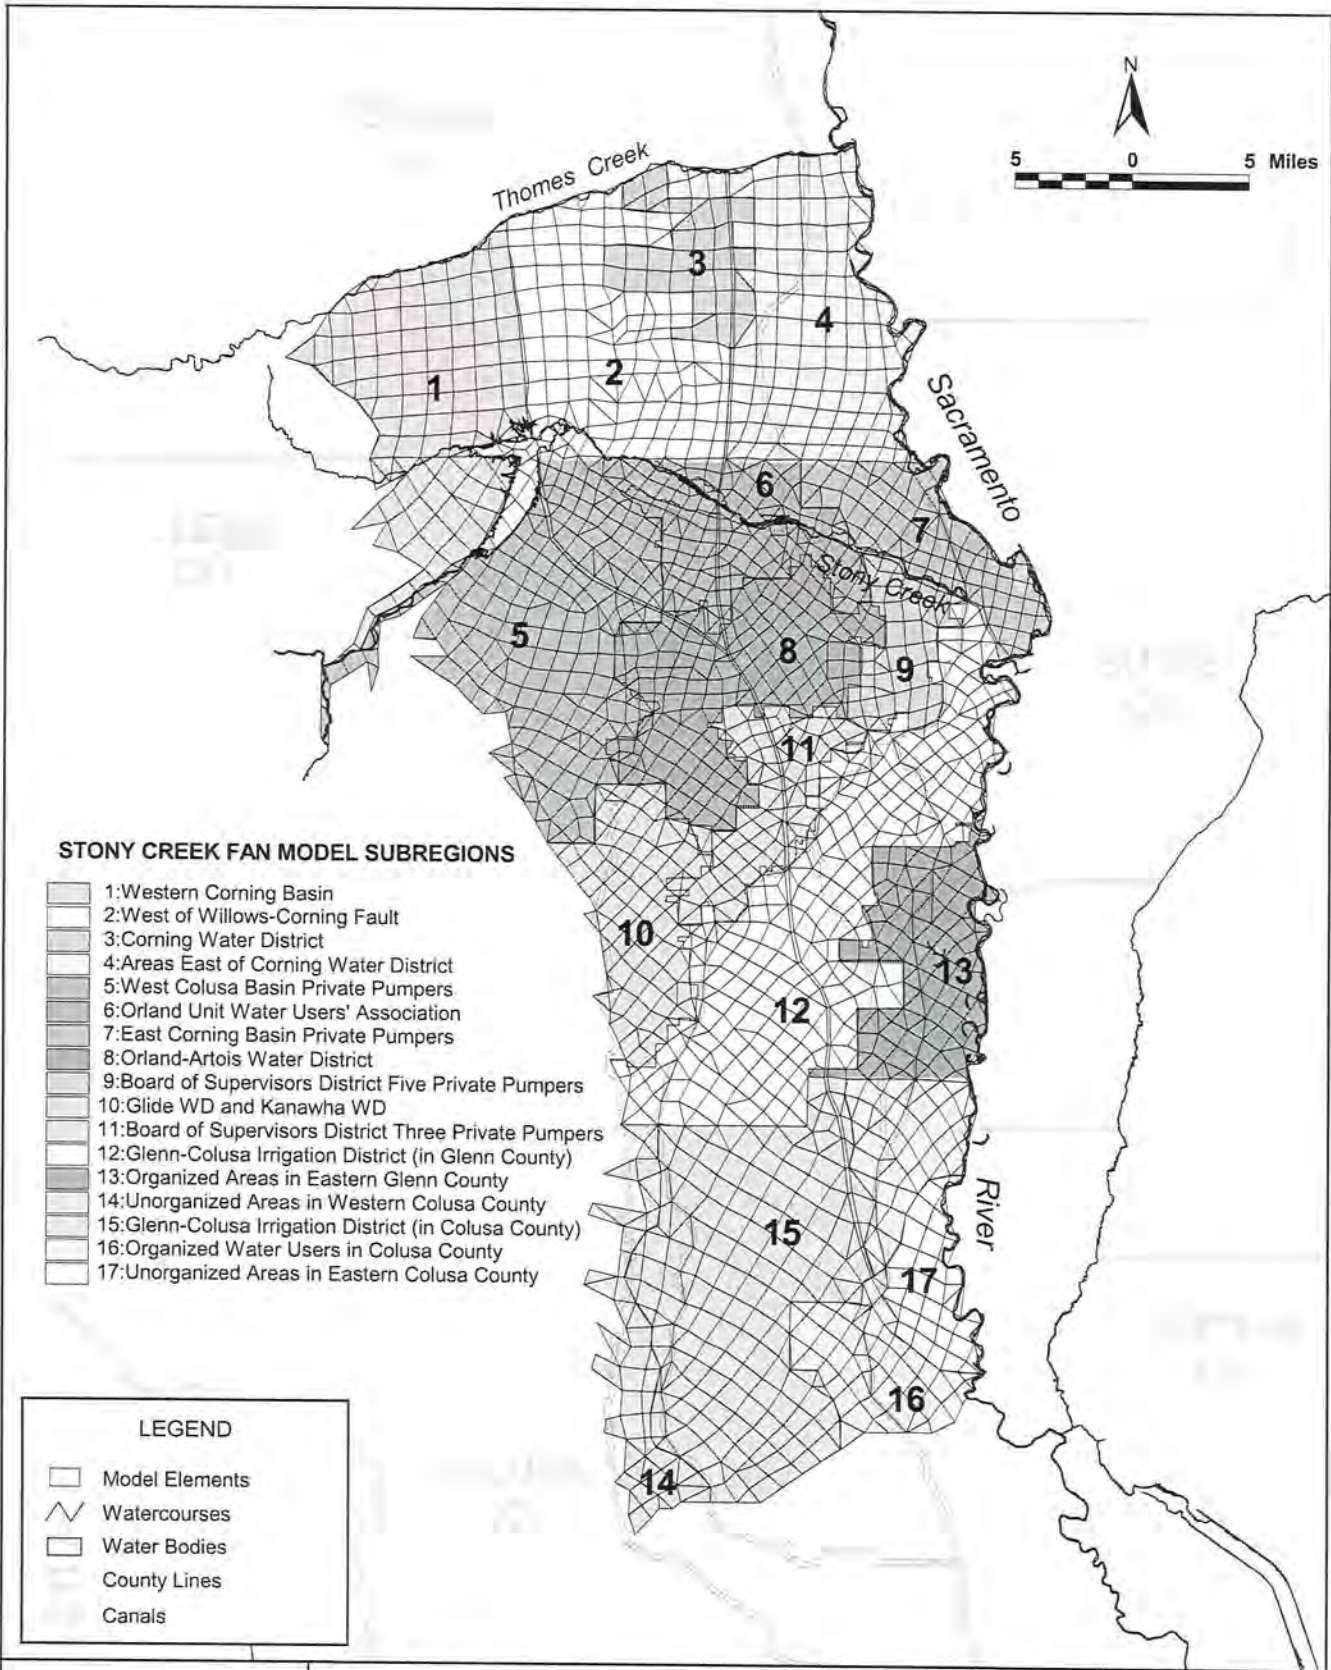 N
5 0 5 Miles
Thomes Creek
3
4
2
1
Sacramento
6
7
Stony Creek
5
8
9
11
STONY CREEK FAN MODEL SUBREGIONS
1:Western Corning Basin
2:West of Willows-Corning Fault
3:Corning Water District
4:Areas East of Corning Water District
5:West Colusa Basin Private Pumpers
6:Orland Unit Water Users' Association
7:East Corning Basin Private Pumpers
8:Orland-Artois Water District
9:Board of Supervisors District Five Private Pumpers
10:Glide WD and Kanawha WD
11:Board of Supervisors District Three Private Pumpers
12:Glenn-Colusa Irrigation District (in Glenn County)
13:Organized Areas in Eastern Glenn County
14:Unorganized Areas in Western Colusa County
15:Glenn-Colusa Irrigation District (in Colusa County)
16:Organized Water Users in Colusa County
17:Unorganized Areas in Eastern Colusa County
10
13
12
River
15
17
16
14
LEGEND
Model Elements
Watercourses
Water Bodies
County Lines
Canals